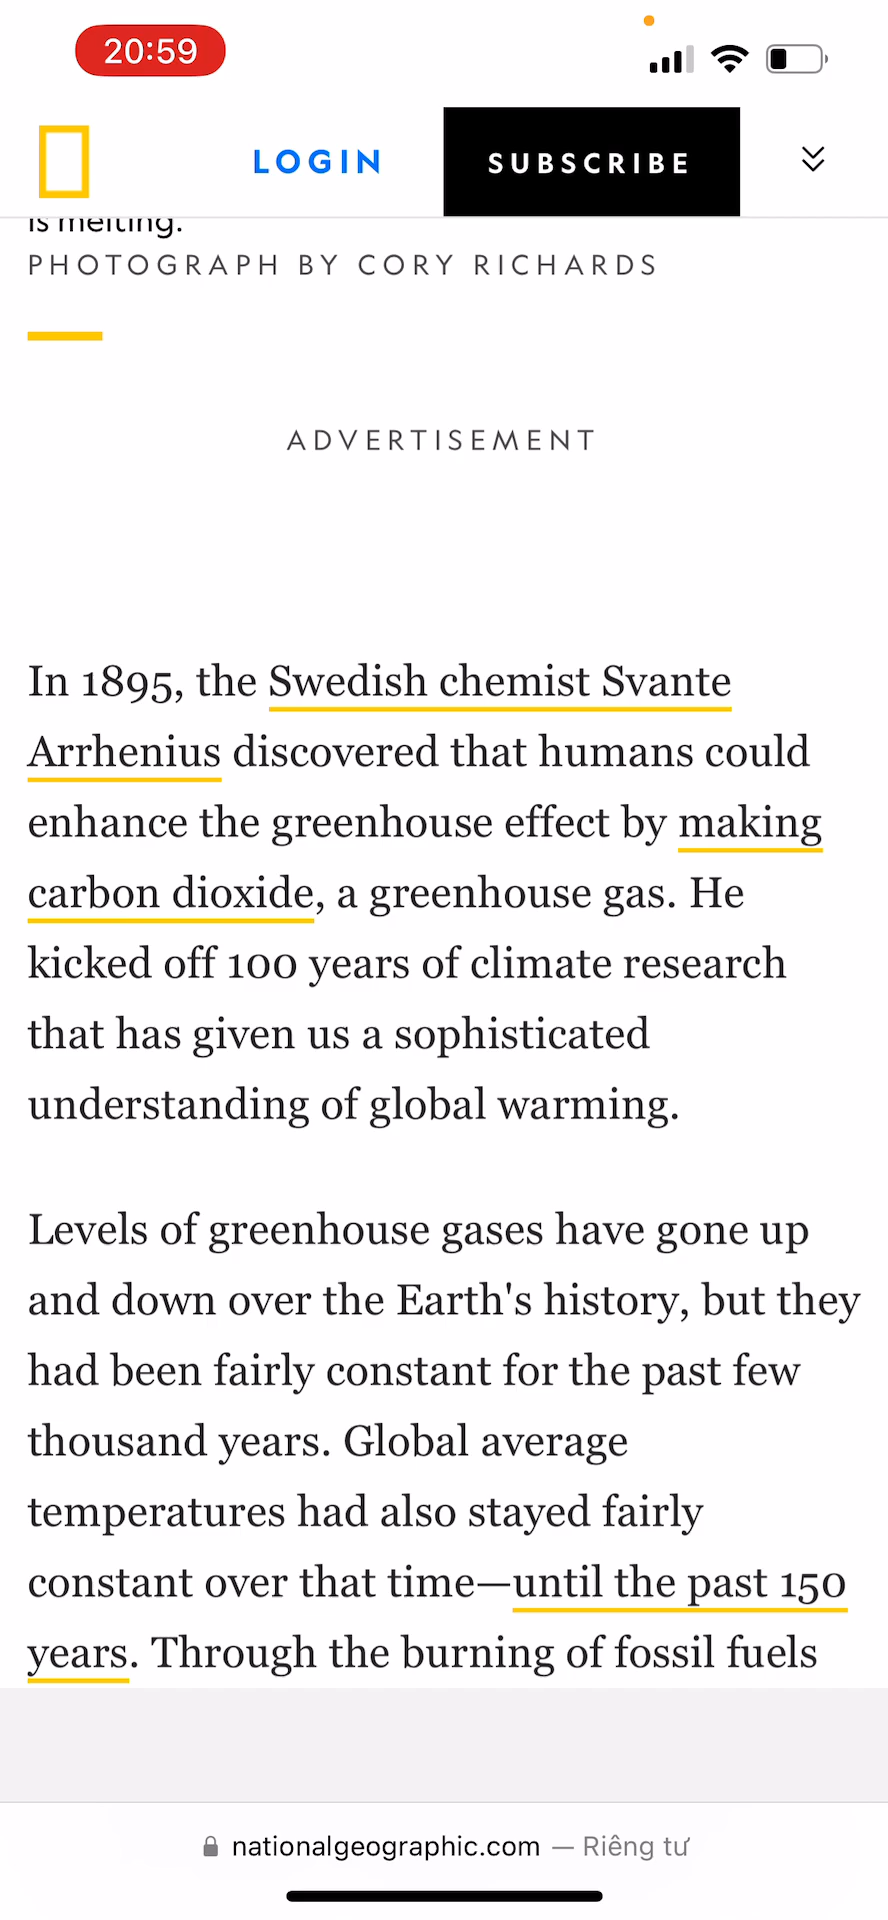 20:59
LOGIN
SUBSCRIBE
is melting.
PHOTOGRAPH BY CORY RICHARDS
ADVERTISEMENT
In 1895, the Swedish chemist Svante
Arrhenius discovered that humans could
enhance the greenhouse effect by making
carbon dioxide, a greenhouse gas. He
kicked off 100 years of climate research
that has given us a sophisticated
understanding of global warming.
Levels of greenhouse gases have gone up
and down over the Earth's history, but they
had been fairly constant for the past few
thousand years. Global average
temperatures had also stayed fairly
constant over that time—until the past 150
years. Through the burning of fossil fuels
nationalgeographic.com — Riêng tư